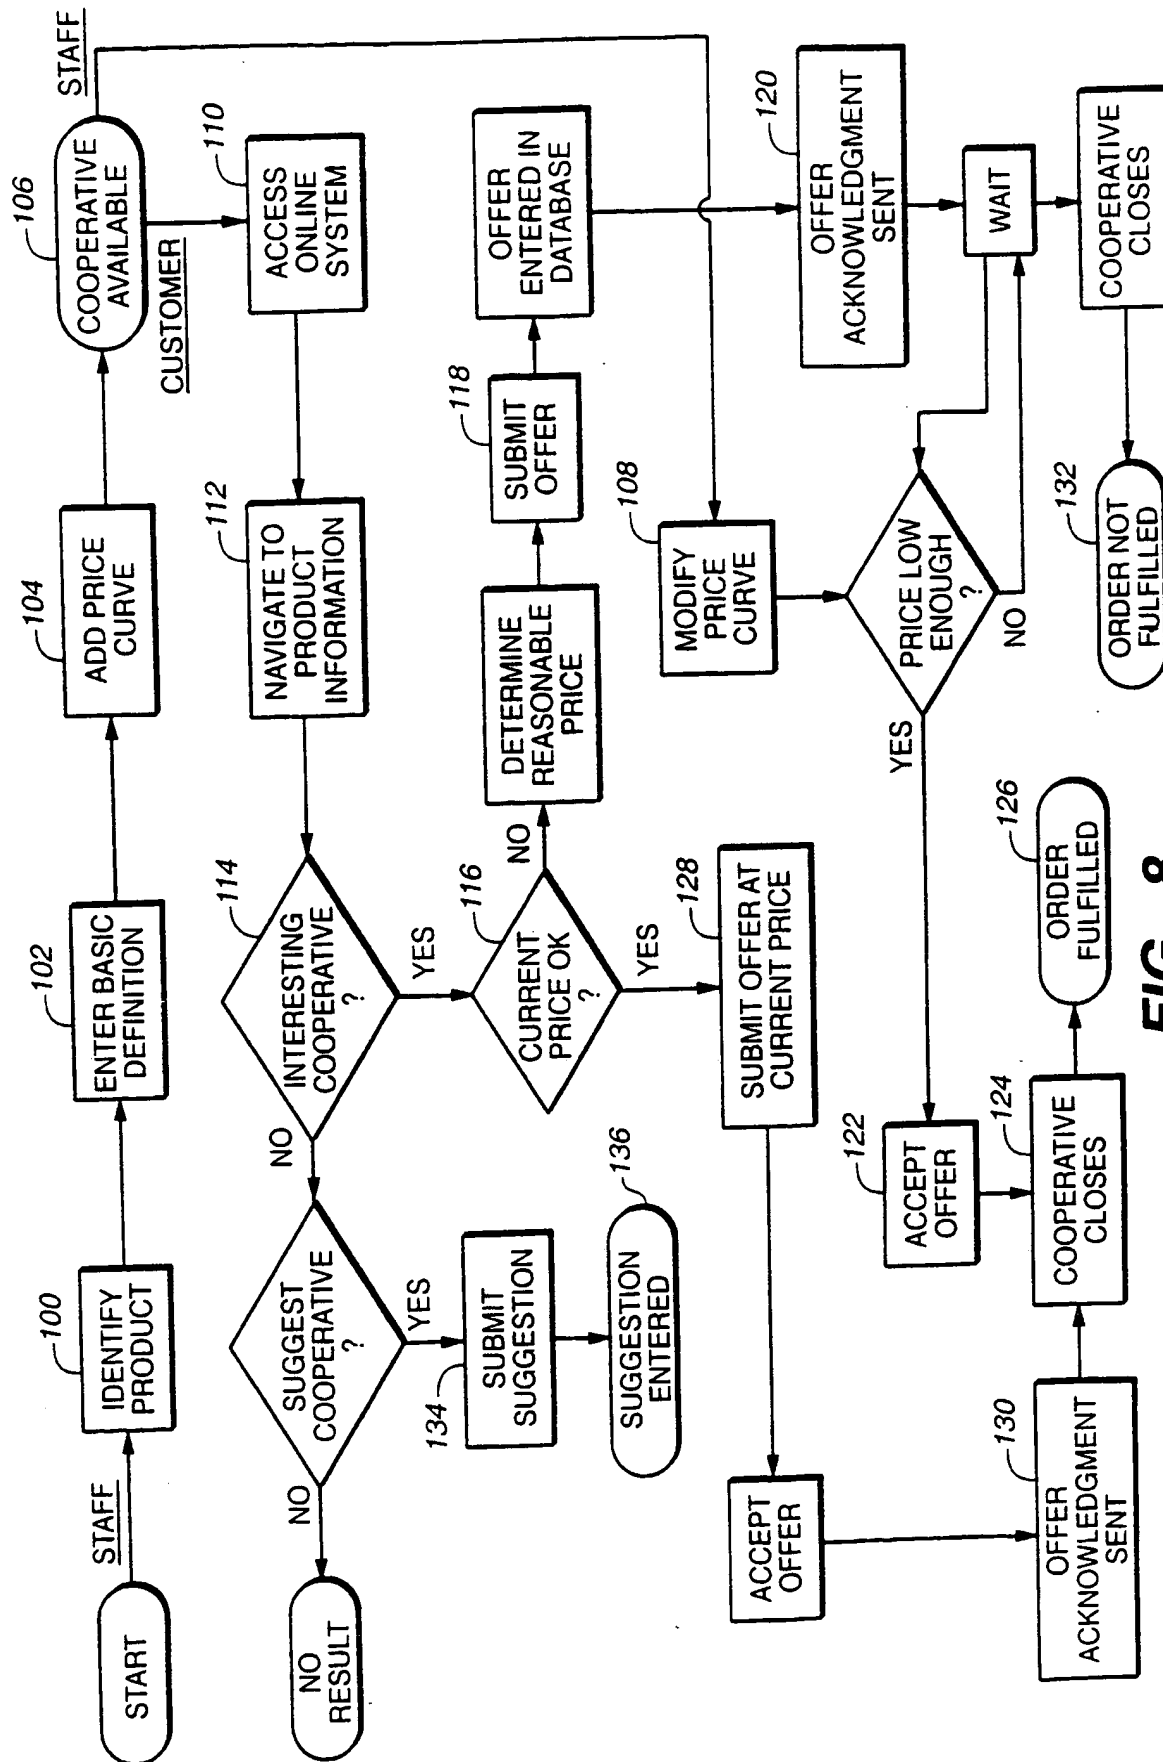 START
STAFF
100
IDENTIFY
PRODUCT
102
ENTER BASIC
DEFINITION
104
ADD PRICE
CURVE
106
COOPERATIVE
AVAILABLE
STAFF
CUSTOMER
110
ACCESS
ONLINE
SYSTEM
112
NAVIGATE TO
PRODUCT
INFORMATION
114
INTERESTING
COOPERATIVE
?
NO
YES
SUGGEST
COOPERATIVE
?
NO
YES
NO
RESULT
134
SUBMIT
SUGGESTION
136
SUGGESTION
ENTERED
116
CURRENT
PRICE OK
?
NO
YES
DETERMINE
REASONABLE
PRICE
118
SUBMIT
OFFER
OFFER
ENTERED IN
DATABASE
128
SUBMIT OFFER AT
CURRENT PRICE
108
MODIFY
PRICE
CURVE
120
OFFER
ACKNOWLEDGMENT
SENT
WAIT
PRICE LOW
ENOUGH
?
YES
NO
COOPERATIVE
CLOSES
132
ORDER NOT
FULFILLED
ACCEPT
OFFER
130
OFFER
ACKNOWLEDGMENT
SENT
122
ACCEPT
OFFER
124
COOPERATIVE
CLOSES
126
ORDER
FULFILLED
FIG. 8